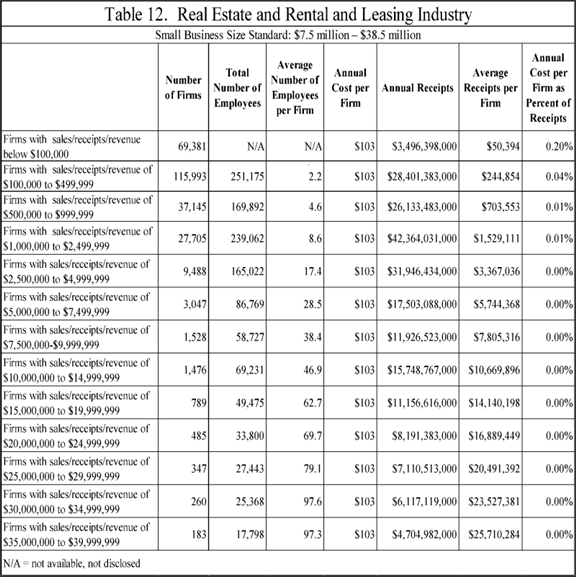 Table 12. Real Estate and Rental and Leasing Industry
Small Business Size Standard: $7.5 million – $38.5 million
Number of Firms Total Number of Employees Average Number of Employees per Firm Annual Cost per Firm Annual Receipts Average Receipts per Firm Annual Cost per Firm as Percent of Receipts
Firms with sales/receipts/revenue below $100,000 69,381 N/A N/A $103 $3,496,398,000 $50,394 0.20%
Firms with sales/receipts/revenue of $100,000 to $499,999 115,993 251,175 2.2 $103 $28,401,383,000 $244,854 0.04%
Firms with sales/receipts/revenue of $500,000 to $999,999 37,145 169,892 4.6 $103 $26,133,483,000 $703,553 0.01%
Firms with sales/receipts/revenue of $1,000,000 to $2,499,999 27,705 239,062 8.6 $103 $42,364,031,000 $1,529,111 0.01%
Firms with sales/receipts/revenue of $2,500,000 to $4,999,999 9,488 165,022 17.4 $103 $31,946,434,000 $3,367,036 0.00%
Firms with sales/receipts/revenue of $5,000,000 to $7,499,999 3,047 86,769 28.5 $103 $17,503,088,000 $5,744,368 0.00%
Firms with sales/receipts/revenue of $7,500,000-$9,999,999 1,528 58,727 38.4 $103 $11,926,523,000 $7,805,316 0.00%
Firms with sales/receipts/revenue of $10,000,000 to $14,999,999 1,476 69,231 46.9 $103 $15,748,767,000 $10,669,896 0.00%
Firms with sales/receipts/revenue of $15,000,000 to $19,999,999 789 49,475 62.7 $103 $11,156,616,000 $14,140,198 0.00%
Firms with sales/receipts/revenue of $20,000,000 to $24,999,999 485 33,800 69.7 $103 $8,191,383,000 $16,889,449 0.00%
Firms with sales/receipts/revenue of $25,000,000 to $29,999,999 347 27,443 79.1 $103 $7,110,513,000 $20,491,392 0.00%
Firms with sales/receipts/revenue of $30,000,000 to $34,999,999 260 25,368 97.6 $103 $6,117,119,000 $23,527,381 0.00%
Firms with sales/receipts/revenue of $35,000,000 to $39,999,999 183 17,798 97.3 $103 $4,704,982,000 $25,710,284 0.00%
N/A = not available, not disclosed